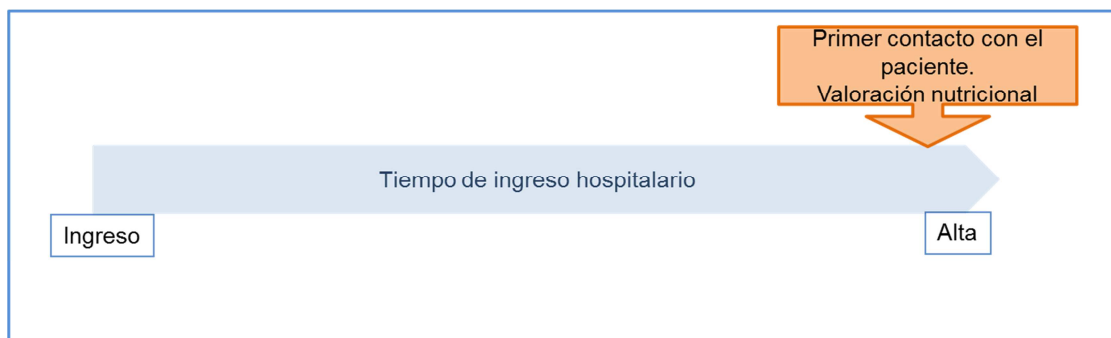 Primer contacto con el
paciente.
Valoración nutricional
Tiempo de ingreso hospitalario
Ingreso
Alta